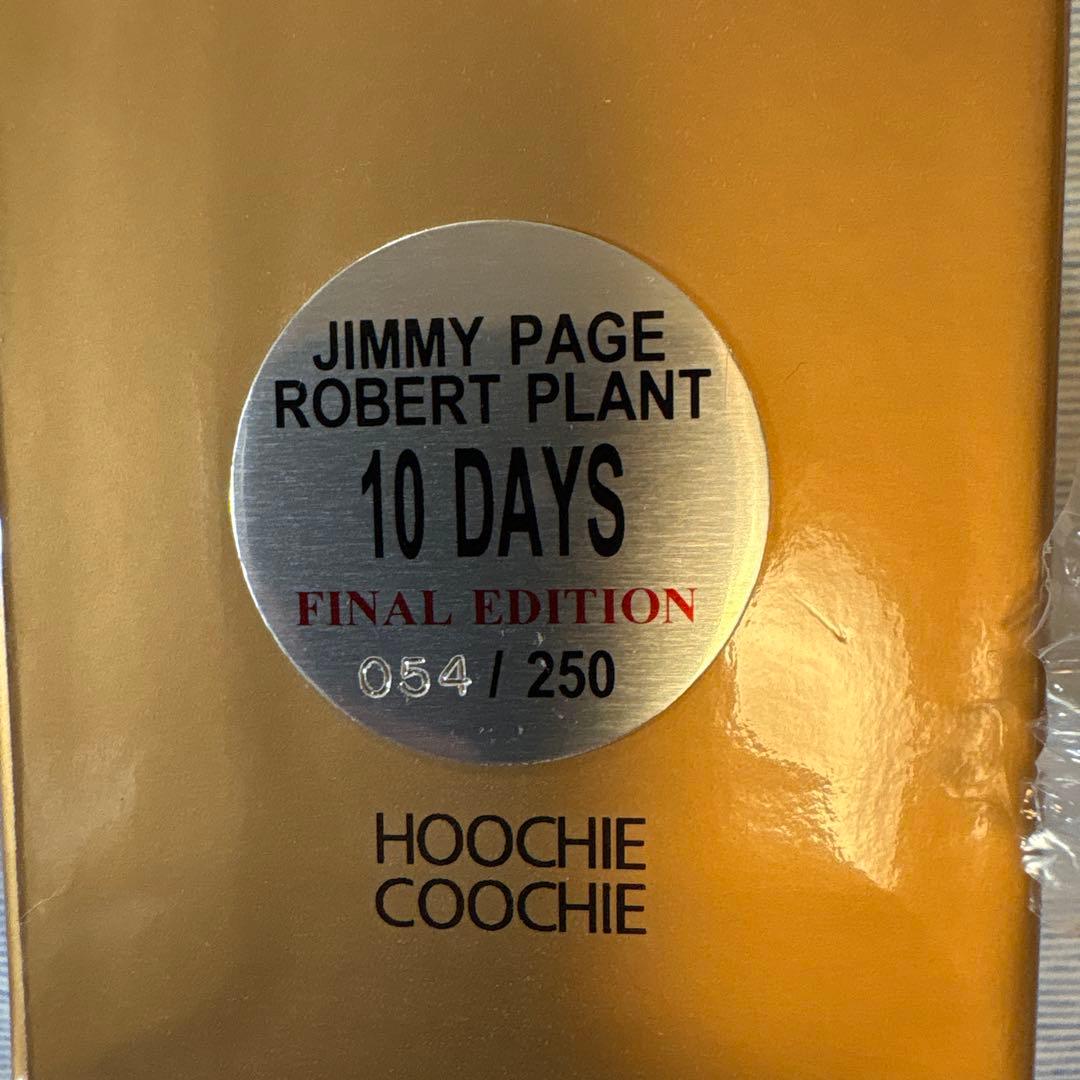 JIMMY PAGE
ROBERT PLANT
10 DAYS
FINAL EDITION
054 / 250
HOOCHIE
COOCHIE